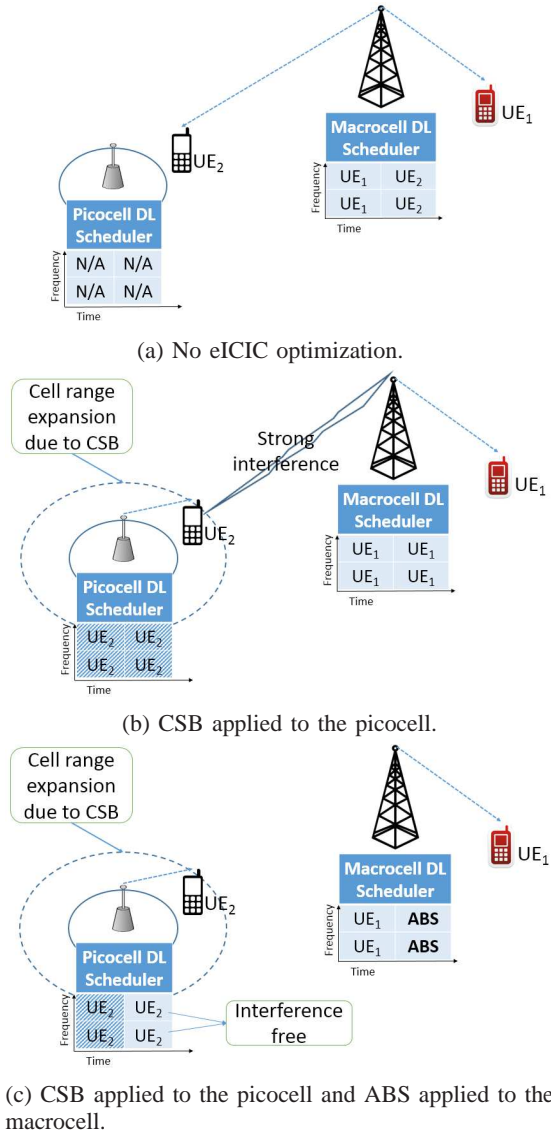 UE₁
UE₂
Macrocell DL
Scheduler
Frequency
UE₁ UE₂
UE₁ UE₂
Time
Picocell DL
Scheduler
Frequency
N/A N/A
N/A N/A
Time
(a) No eICIC optimization.
Cell range
expansion
due to CSB
Strong
interference
UE₁
UE₂
Macrocell DL
Scheduler
Frequency
UE₁ UE₁
UE₁ UE₁
Time
Picocell DL
Scheduler
Frequency
UE₂ UE₂
UE₂ UE₂
Time
(b) CSB applied to the picocell.
Cell range
expansion
due to CSB
UE₁
UE₂
Macrocell DL
Scheduler
Frequency
UE₁ ABS
UE₁ ABS
Time
Picocell DL
Scheduler
Frequency
UE₂ UE₂
UE₂ UE₂
Time
Interference
free
(c) CSB applied to the picocell and ABS applied to the
macrocell.